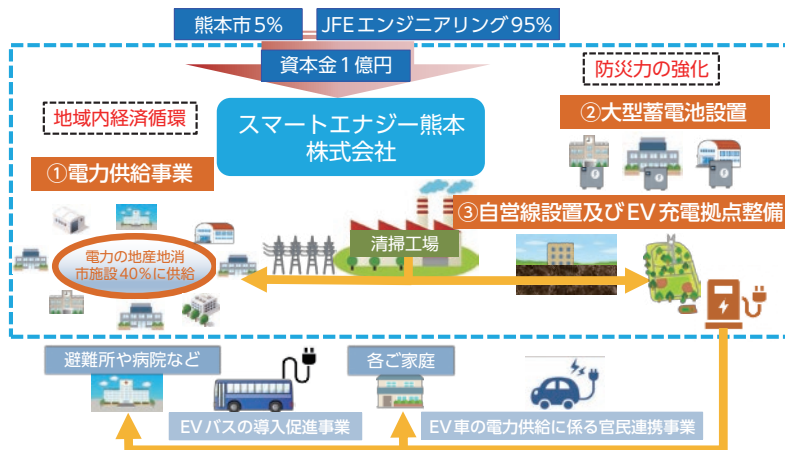 熊本市5%
JFEエンジニアリング95%
資本金1億円
防災力の強化
地域内経済循環
スマートエナジー熊本
株式会社
②大型蓄電池設置
①電力供給事業
③自営線設置及びEV充電拠点整備
清掃工場
電力の地産地消
市施設40%に供給
避難所や病院など
各ご家庭
EVバスの導入促進事業
EV車の電力供給に係る官民連携事業